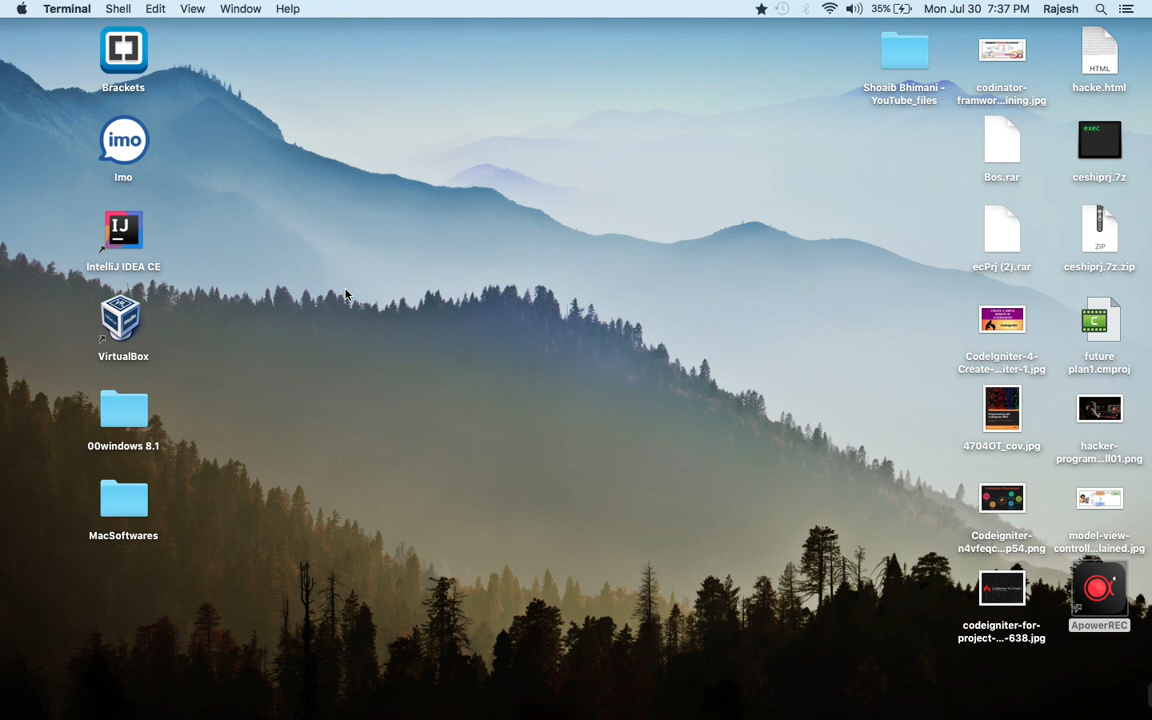 Terminal Shell Edit View Window Help 35% Mon Jul 30 7:37 PM Rajesh
Brackets
imo
Imo
IJ
IntelliJ IDEA CE
VirtualBox
00windows 8.1
MacSoftwares
Shoaib Bhimani -
YouTube_files
codinator-
framwor...ining.jpg
HTML
hacke.html
Bos.rar
exec
ceshiprj.7z
ecPrj (2).rar
ZIP
ceshiprj.7z.zip
CodeIgniter-4-
Create-...iter-1.jpg
C
future
plan1.cmproj
4704OT_cov.jpg
hacker-
program...ll01.png
Codeigniter-
n4vfeqc...p54.png
model-view-
controll...lained.jpg
codeigniter-for-
project-...-638.jpg
ApowerREC